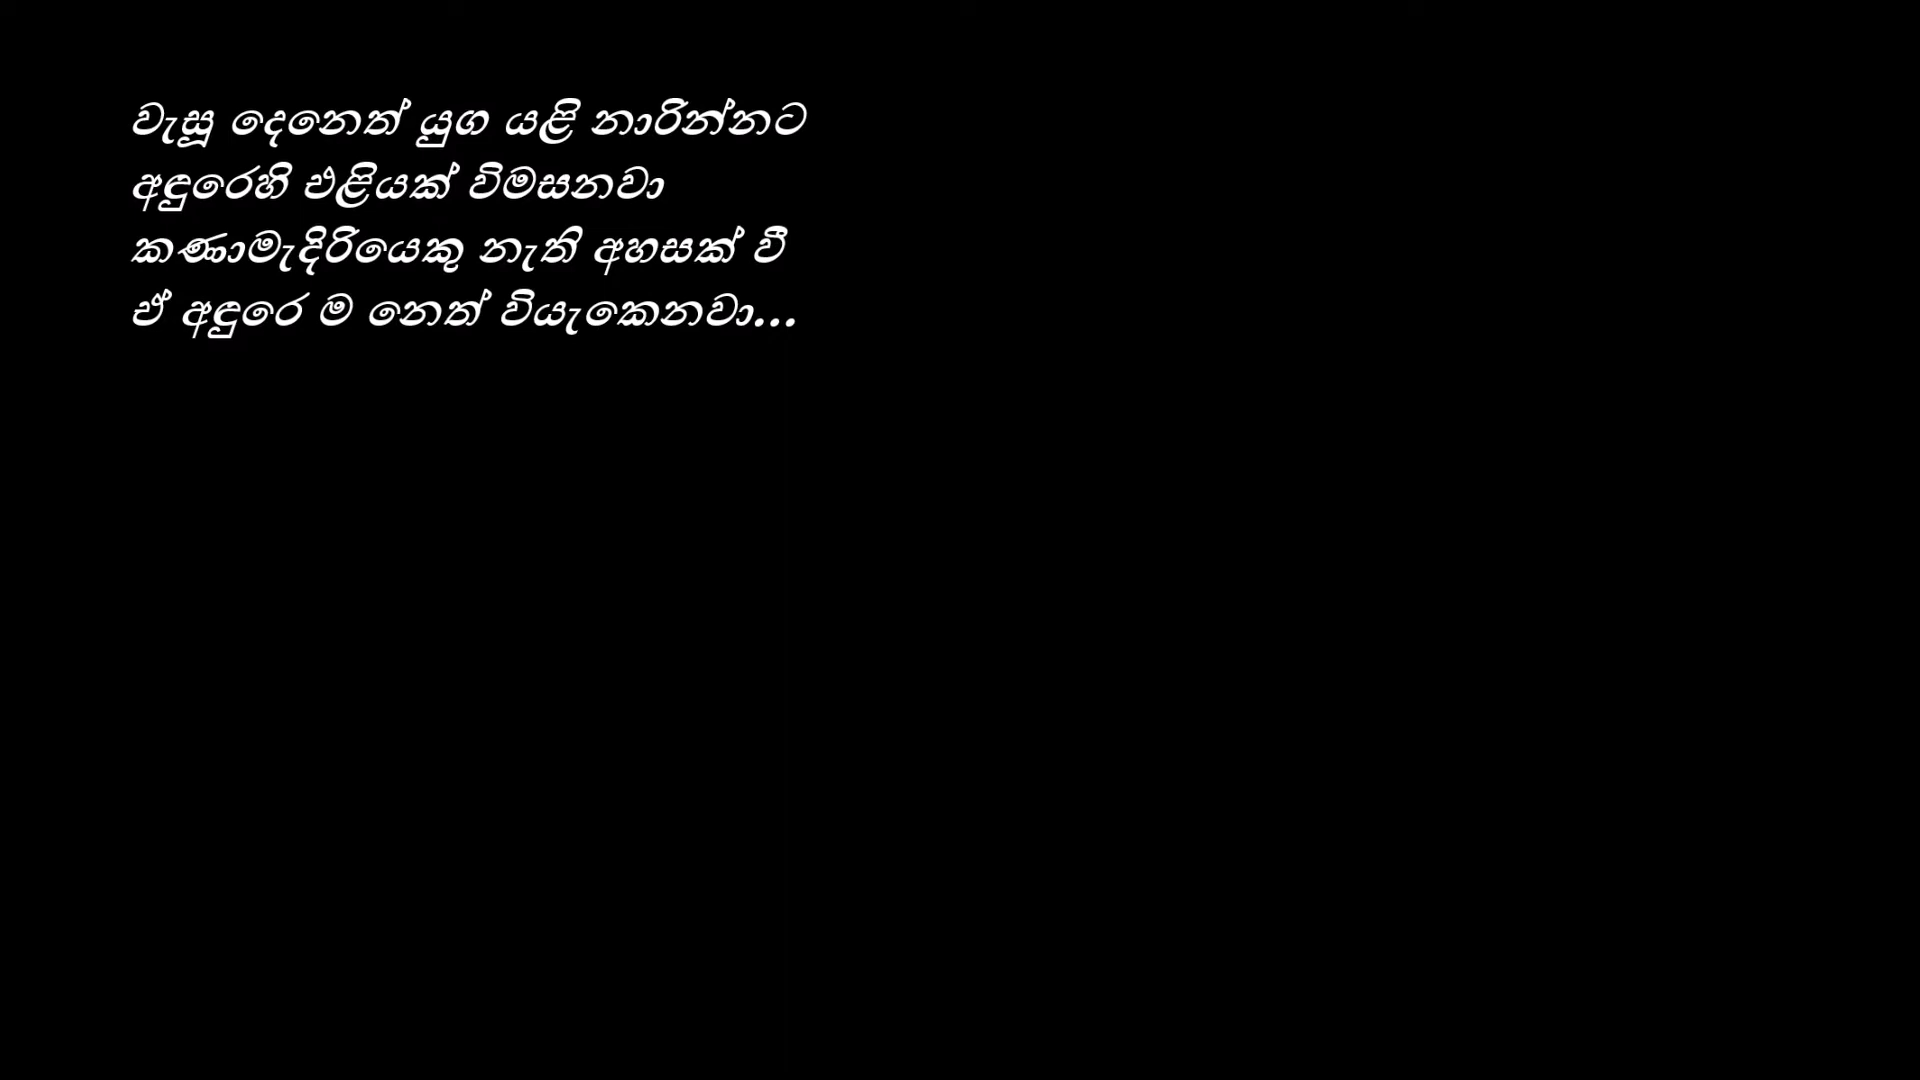 වැසූ දෙනෙත් යුග යළි නාරින්නට
අඳුරෙහි එළියක් විමසනවා
කණාමැදිරියෙකු නැති අහසක් වී
ඒ අඳුරෙ ම නෙත් වියැකෙනවා...